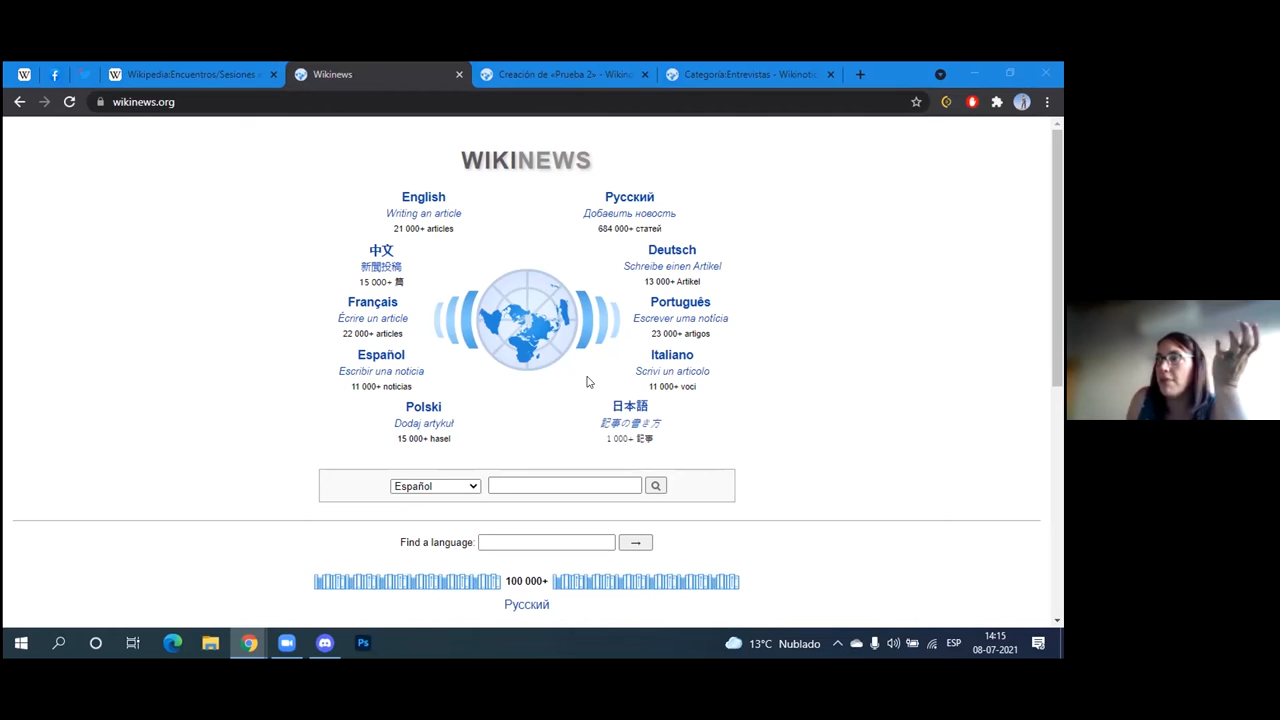 Wikipedia:Encuentros/Sesiones
Wikinews
Creación de «Prueba 2» - Wikino
Categoría:Entrevistas - Wikinoti
wikinews.org
WIKINEWS
English
Writing an article
21 000+ articles
Русский
Добавить новость
684 000+ статей
中文
新聞投稿
15 000+ 篇
Deutsch
Schreibe einen Artikel
13 000+ Artikel
Français
Écrire un article
22 000+ articles
Português
Escrever uma notícia
23 000+ artigos
Español
Escribir una noticia
11 000+ noticias
Italiano
Scrivi un articolo
11 000+ voci
Polski
Dodaj artykuł
15 000+ haseł
日本語
記事の書き方
1 000+ 記事
Español
Find a language:
→
100 000+
Русский
Ps
13°C Nublado
ESP
14:15
08-07-2021